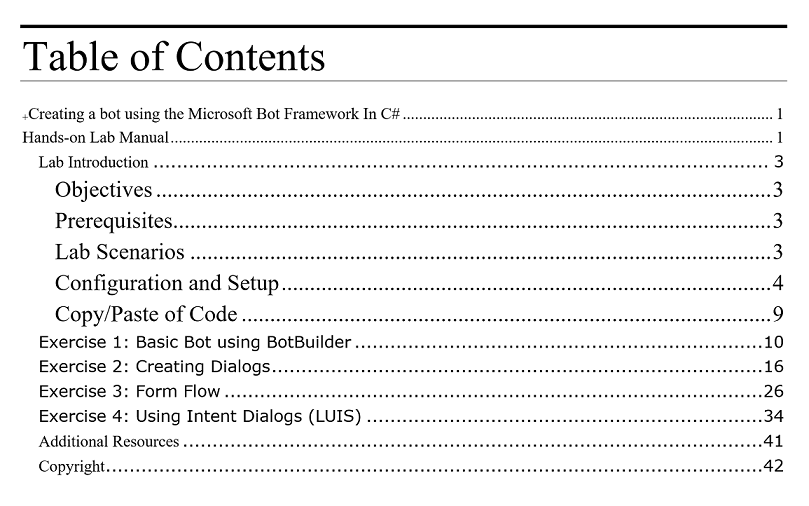 Table of Contents
+Creating a bot using the Microsoft Bot Framework In C# 1
Hands-on Lab Manual 1
Lab Introduction 3
Objectives 3
Prerequisites 3
Lab Scenarios 3
Configuration and Setup 4
Copy/Paste of Code 9
Exercise 1: Basic Bot using BotBuilder 10
Exercise 2: Creating Dialogs 16
Exercise 3: Form Flow 26
Exercise 4: Using Intent Dialogs (LUIS) 34
Additional Resources 41
Copyright 42